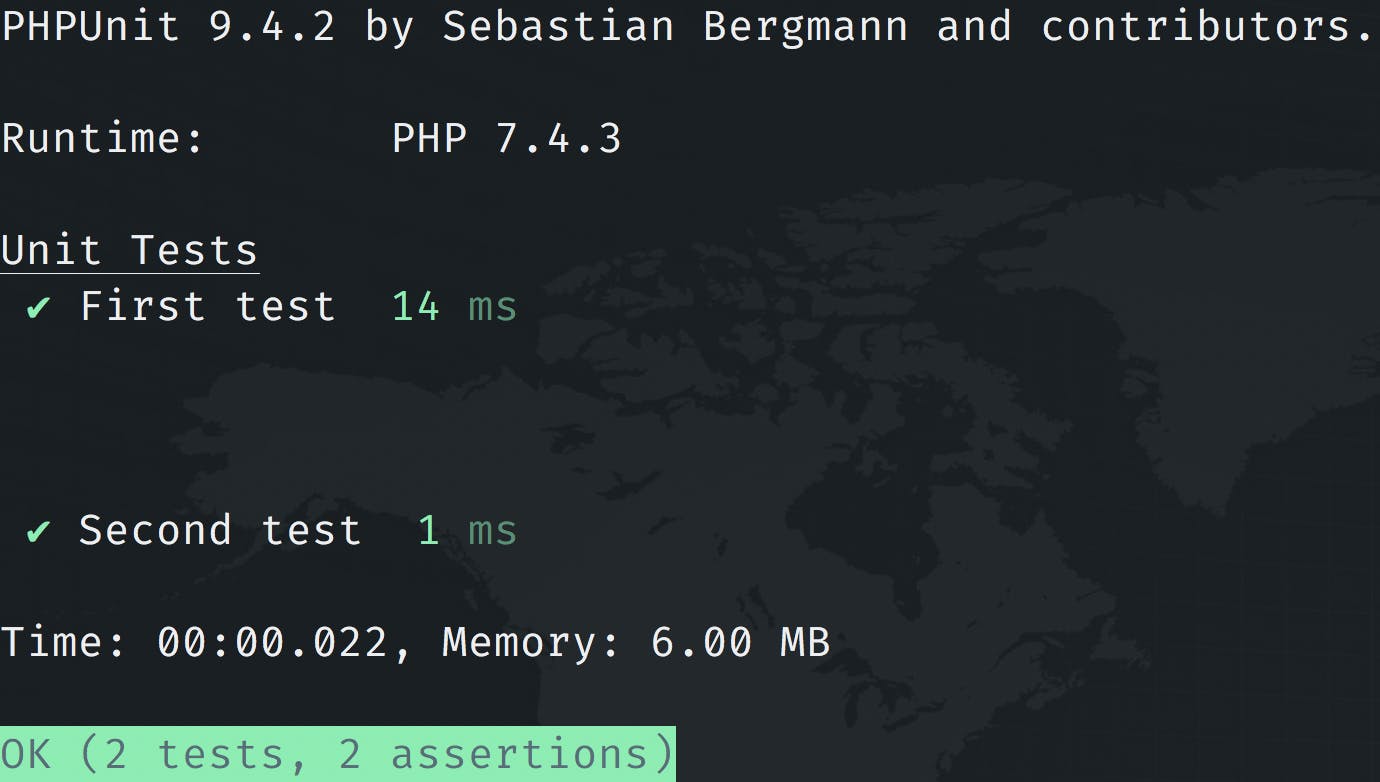 PHPUnit 9.4.2 by Sebastian Bergmann and contributors.
Runtime: PHP 7.4.3
Unit Tests
✔ First test 14 ms
✔ Second test 1 ms
Time: 00:00.022, Memory: 6.00 MB
OK (2 tests, 2 assertions)